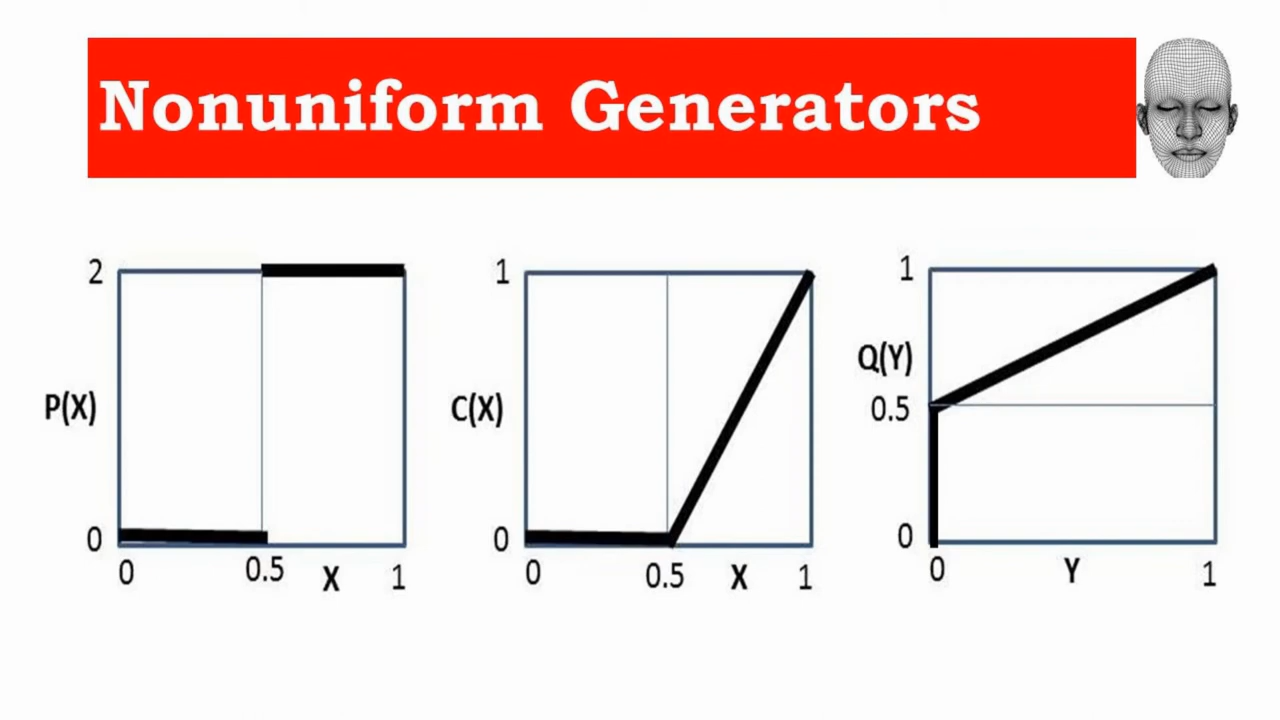 Nonuniform Generators
2
P(X)
0
0 0.5 X 1
1
C(X)
0
0 0.5 X 1
1
Q(Y)
0.5
0
0 Y 1